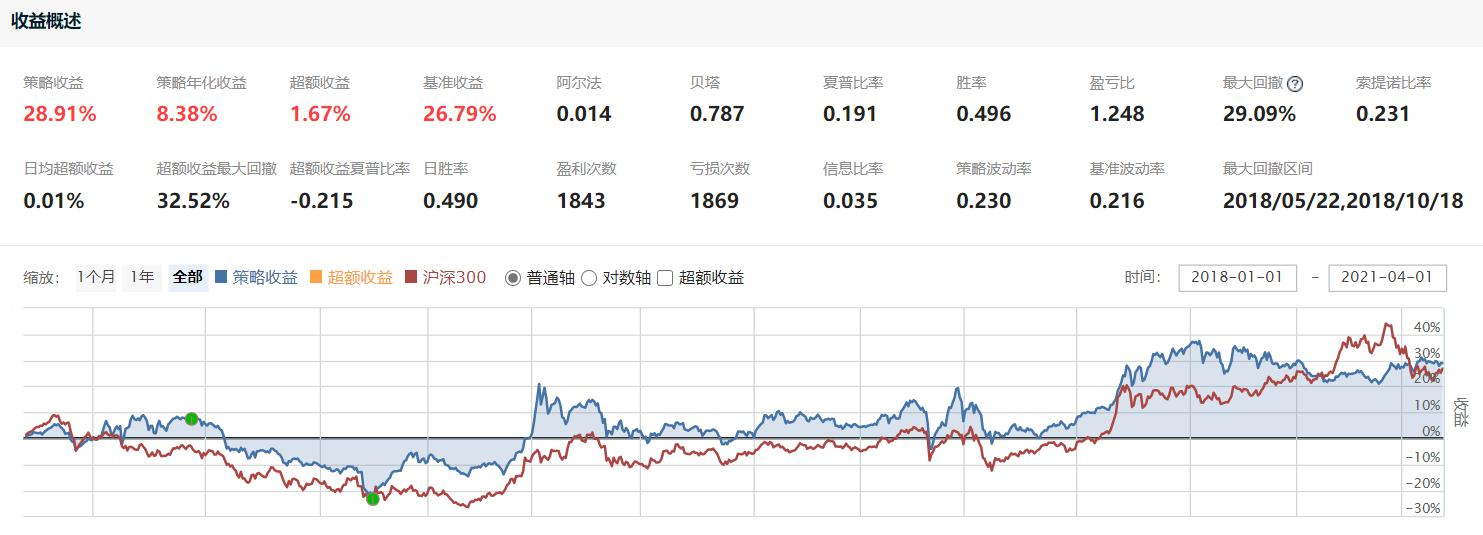 收益概述
策略收益 策略年化收益 超额收益 基准收益 阿尔法 贝塔 夏普比率 胜率 盈亏比 最大回撤 ? 索提诺比率
28.91% 8.38% 1.67% 26.79% 0.014 0.787 0.191 0.496 1.248 29.09% 0.231
日均超额收益 超额收益最大回撤 超额收益夏普比率 日胜率 盈利次数 亏损次数 信息比率 策略波动率 基准波动率 最大回撤区间
0.01% 32.52% -0.215 0.490 1843 1869 0.035 0.230 0.216 2018/05/22,2018/10/18
缩放： 1个月 1年 全部 策略收益 超额收益 沪深300 普通轴 对数轴 超额收益 时间： 2018-01-01 - 2021-04-01
40%
30%
20%
10%
0%
-10%
-20%
-30%